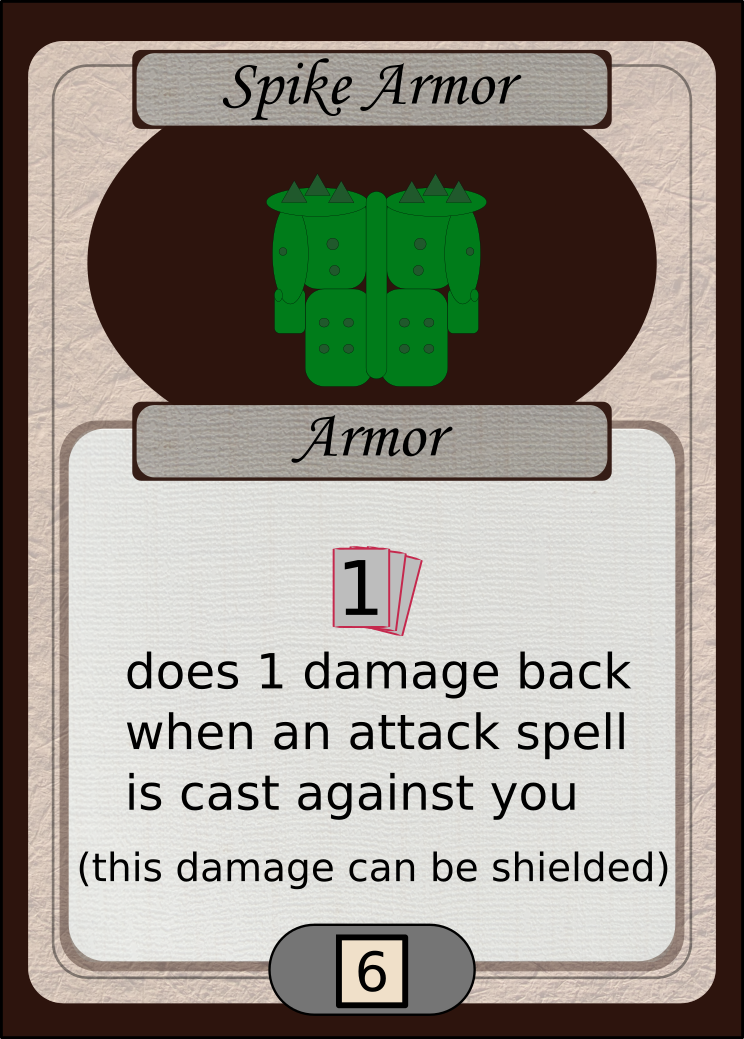 Spike Armor
Armor
1
does 1 damage back
when an attack spell
is cast against you
(this damage can be shielded)
6